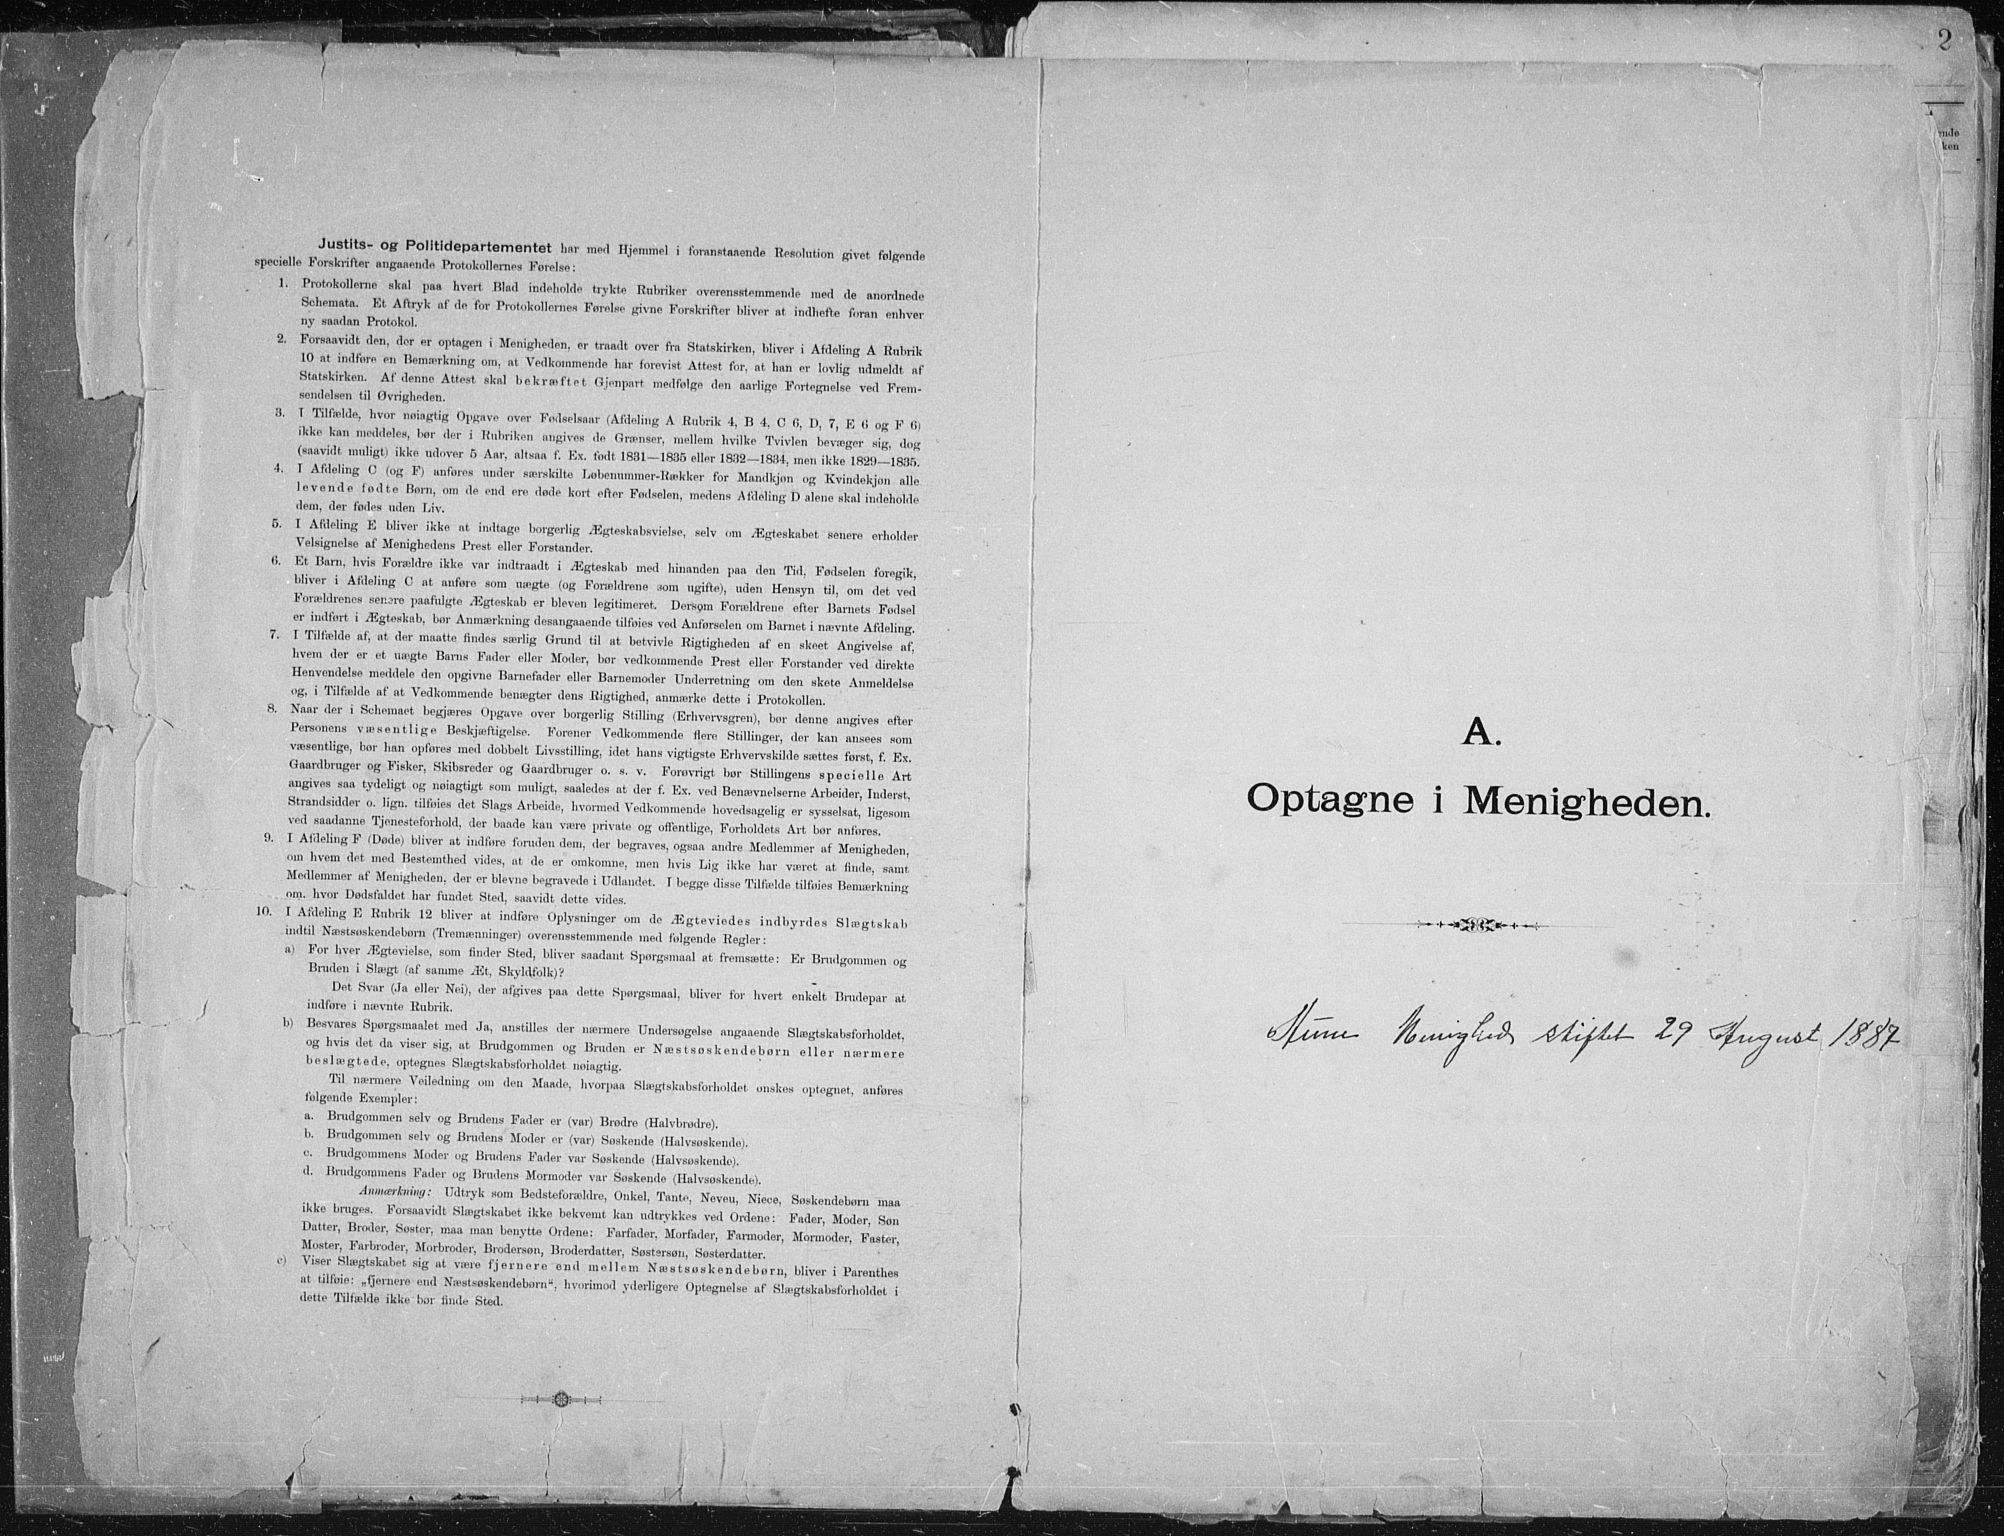 Justits- og Politidepartementet har med Hjemmel i foranstaaende Resolution givet følgende
specielle Forskrifter angaaende Protokollernes Førelse:
1. Protokollerne skal paa hvert Blad indeholde trykte Rubriker overensstemmende med de anordnede
Schemata. Et Aftryk af de for Protokollernes Førelse givne Forskrifter bliver at indhefte foran enhver
ny saadan Protokol.
2. Forsaavidt den, der er optagen i Menigheden, er traadt over fra Statskirken, bliver i Afdeling A Rubrik
10 at indføre en Bemærkning om, at Vedkommende har forevist Attest for, at han er lovlig udmeldt af
Statskirken. Af denne Attest skal bekræftet Gjenpart medfølge den aarlige Fortegnelse ved Frem-
sendelsen til Øvrigheden.
3. I Tilfælde, hvor nøiagtig Opgave over Fødselsaar (Afdeling A Rubrik 4, B 4, C 6, D, 7, E 6 og F 6)
ikke kan meddeles, bør der i Rubriken angives de Grænser, mellem hvilke Tvivlen bevæger sig, dog
(saavidt muligt) ikke udover 5 Aar, altsaa f. Ex. født 1831—1835 eller 1832—1834, men ikke 1829—1835.
4. I Afdeling C (og F) anføres under særskilte Løbenummer-Rækker for Mandkjøn og Kvindekjøn alle
levende fødte Børn, om de end ere døde kort efter Fødselen, medens Afdeling D alene skal indeholde
dem, der fødes uden Liv.
5. I Afdeling E bliver ikke at indtage borgerlig Ægteskabsvielse, selv om Ægteskabet senere erholder
Velsignelse af Menighedens Prest eller Forstander.
6. Et Barn, hvis Forældre ikke var indtraadt i Ægteskab med hinanden paa den Tid, Fødselen foregik,
bliver i Afdeling C at anføre som uægte (og Forældrene som ugifte), uden Hensyn til, om det ved
Forældrenes senere paafulgte Ægteskab er bleven legitimeret. Dersom Forældrene efter Barnets Fødsel
er indført i Ægteskab, bør Anmærkning desangaaende tilføies ved Anførselen om Barnet i nævnte Afdeling.
7. I Tilfælde af, at der maatte findes særlig Grund til at betvivle Rigtigheden af en skeet Angivelse af,
hvem der er et uægte Barns Fader eller Moder, bør vedkommende Prest eller Forstander ved direkte
Henvendelse meddele den opgivne Barnefader eller Barnemoder Underretning om den skete Anmeldelse
og, i Tilfælde af at Vedkommende benægter dens Rigtighed, anmærke dette i Protokollen.
8. Naar der i Schemaet begjæres Opgave over borgerlig Stilling (Erhvervsgren), bør denne angives efter
Personens væsentlige Beskjæftigelse. Forener Vedkommende flere Stillinger, der kan ansees som
væsentlige, bør han opføres med dobbelt Livsstilling, idet hans vigtigste Erhvervskilde sættes først, f. Ex.
Gaardbruger og Fisker, Skibsreder og Gaardbruger o. s. v. Forøvrigt bør Stillingens specielle Art
angives saa tydeligt og nøiagtigt som muligt, saaledes at der f. Ex. ved Benævnelserne Arbeider, Inderst,
Strandsidder o. lign. tilføies det Slags Arbeide, hvormed Vedkommende hovedsagelig er sysselsat, ligesom
ved saadanne Tjenesteforhold, der baade kan være private og offentlige, Forholdets Art bør anføres.
9. I Afdeling F (Døde) bliver at indføre foruden dem, der begraves, ogsaa andre Medlemmer af Menigheden,
om hvem det med Bestemthed vides, at de er omkomne, men hvis Lig ikke har været at finde, samt
Medlemmer af Menigheden, der er blevne begravede i Udlandet. I begge disse Tilfælde tilføies Bemærkning
om, hvor Dødsfaldet har fundet Sted, saavidt dette vides.
10. I Afdeling E Rubrik 12 bliver at indføre Oplysninger om de Ægteviedes indbyrdes Slægtskab
indtil Næstsøskendebørn (Tremænninger) overensstemmende med følgende Regler:
a) For hver Ægtevielse, som finder Sted, bliver saadant Spørgsmaal at fremsætte: Er Brudgommen og
Bruden i Slægt (af samme Æt, Skyldfolk)?
Det Svar (Ja eller Nei), der afgives paa dette Spørgsmaal, bliver for hvert enkelt Brudepar at
indføre i nævnte Rubrik.
b) Besvares Spørgsmaalet med Ja, anstilles der nærmere Undersøgelse angaaende Slægtskabsforholdet,
og hvis det da viser sig, at Brudgommen og Bruden er Næstsøskendebørn eller nærmere
beslægtede, optegnes Slægtskabsforholdet nøiagtig.
Til nærmere Veiledning om den Maade, hvorpaa Slægtskabsforholdet ønskes optegnet, anføres
følgende Exempler:
a. Brudgommen selv og Brudens Fader er (var) Brødre (Halvbrødre).
b. Brudgommen selv og Brudens Moder er (var) Søskende (Halvsøskende).
c. Brudgommens Moder og Brudens Fader var Søskende (Halvsøskende).
d. Brudgommens Fader og Brudens Mormoder var Søskende (Halvsøskende).
Anmærkning: Udtryk som Bedsteforældre, Onkel, Tante, Neveu, Niece, Søskendebørn maa
ikke bruges. Forsaavidt Slægtskabet ikke bekvemt kan udtrykkes ved Ordene: Fader, Moder, Søn
Datter, Broder, Søster, maa man benytte Ordene: Farfader, Morfader, Farmoder, Mormoder, Faster,
Moster, Farbroder, Morbroder, Brodersøn, Broderdatter, Søstersøn, Søsterdatter.
c) Viser Slægtskabet sig at være fjernere end mellem Næstsøskendebørn, bliver i Parenthes
at tilføie: „fjernere end Næstsøskendebørn“, hvorimod yderligere Optegnelse af Slægtskabsforholdet i
dette Tilfælde ikke bør finde Sted.
2
ende
ken
A.
Optagne i Menigheden.
Menighed stiftet 29 August 1887